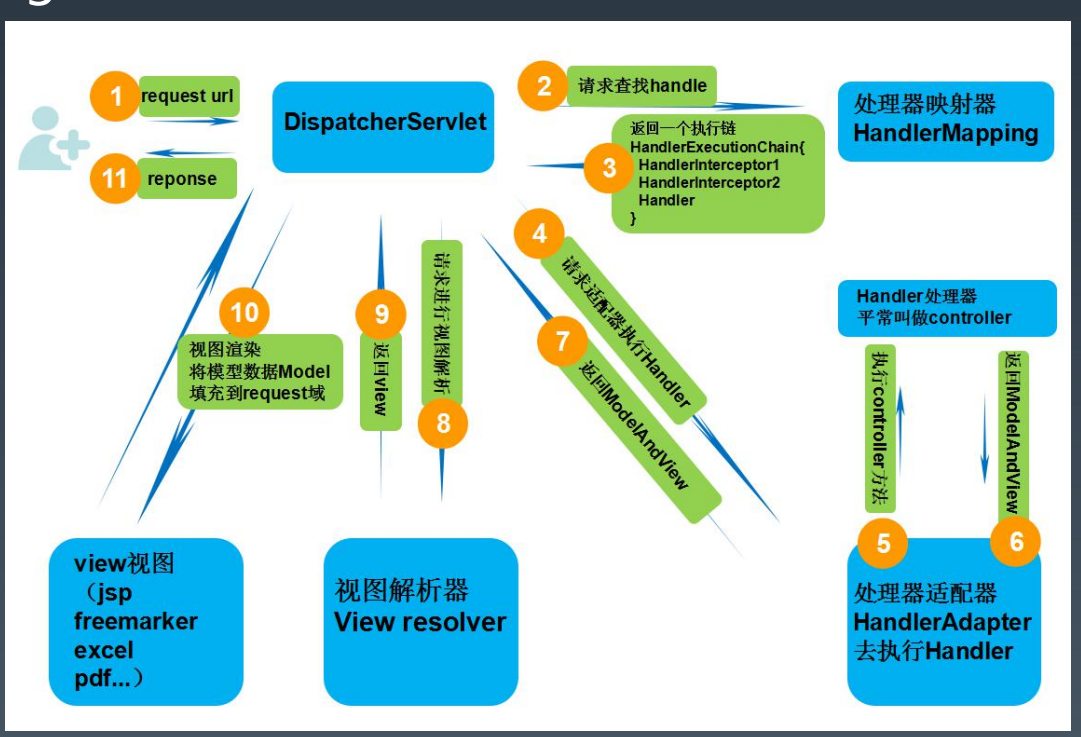 1
request url
11
reponse
DispatcherServlet
2
请求查找handle
3
返回一个执行链
HandlerExecutionChain{
HandlerInterceptor1
HandlerInterceptor2
Handler
}
处理器映射器
HandlerMapping
4
请求适配器执行Handler
7
返回ModelAndView
Handler处理器
平常叫做controller
5
执行controller方法
6
返回ModelAndView
处理器适配器
HandlerAdapter
去执行Handler
8
请求进行视图解析
9
返回view
视图解析器
View resolver
10
视图渲染
将模型数据Model
填充到request域
view视图
（jsp
freemarker
excel
pdf...）